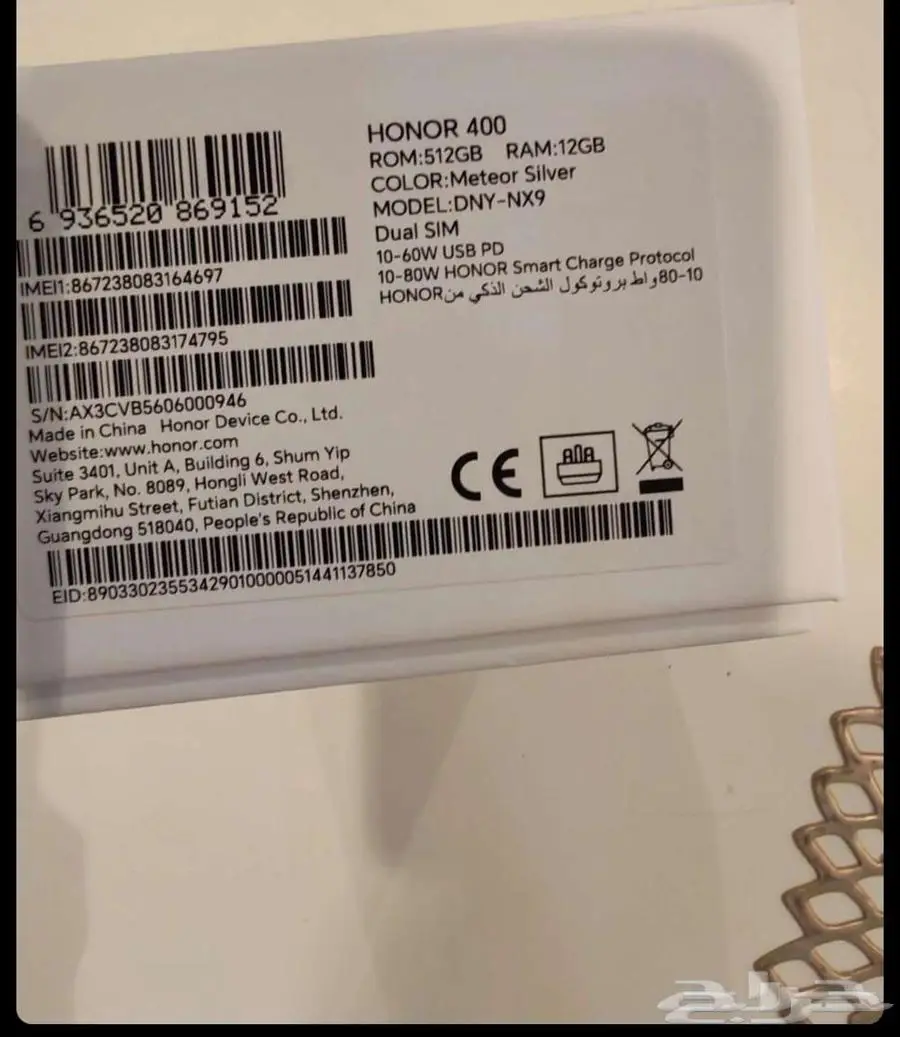 HONOR 400
ROM:512GB RAM:12GB
COLOR:Meteor Silver
MODEL:DNY-NX9
Dual SIM
10-60W USB PD
10-80W HONOR Smart Charge Protocol
80-10واط بروتوكول الشحن الذكي من HONOR
6 936520 869152
IMEI1:867238083164697
IMEI2:867238083174795
S/N:AX3CVB5606000946
Made in China Honor Device Co., Ltd.
Website:www.honor.com
Suite 3401, Unit A, Building 6, Shum Yip
Sky Park, No. 8089, Hongli West Road,
Xiangmihu Street, Futian District, Shenzhen,
Guangdong 518040, People's Republic of China
CE
EID:89033023553429010000051441137850
حراج